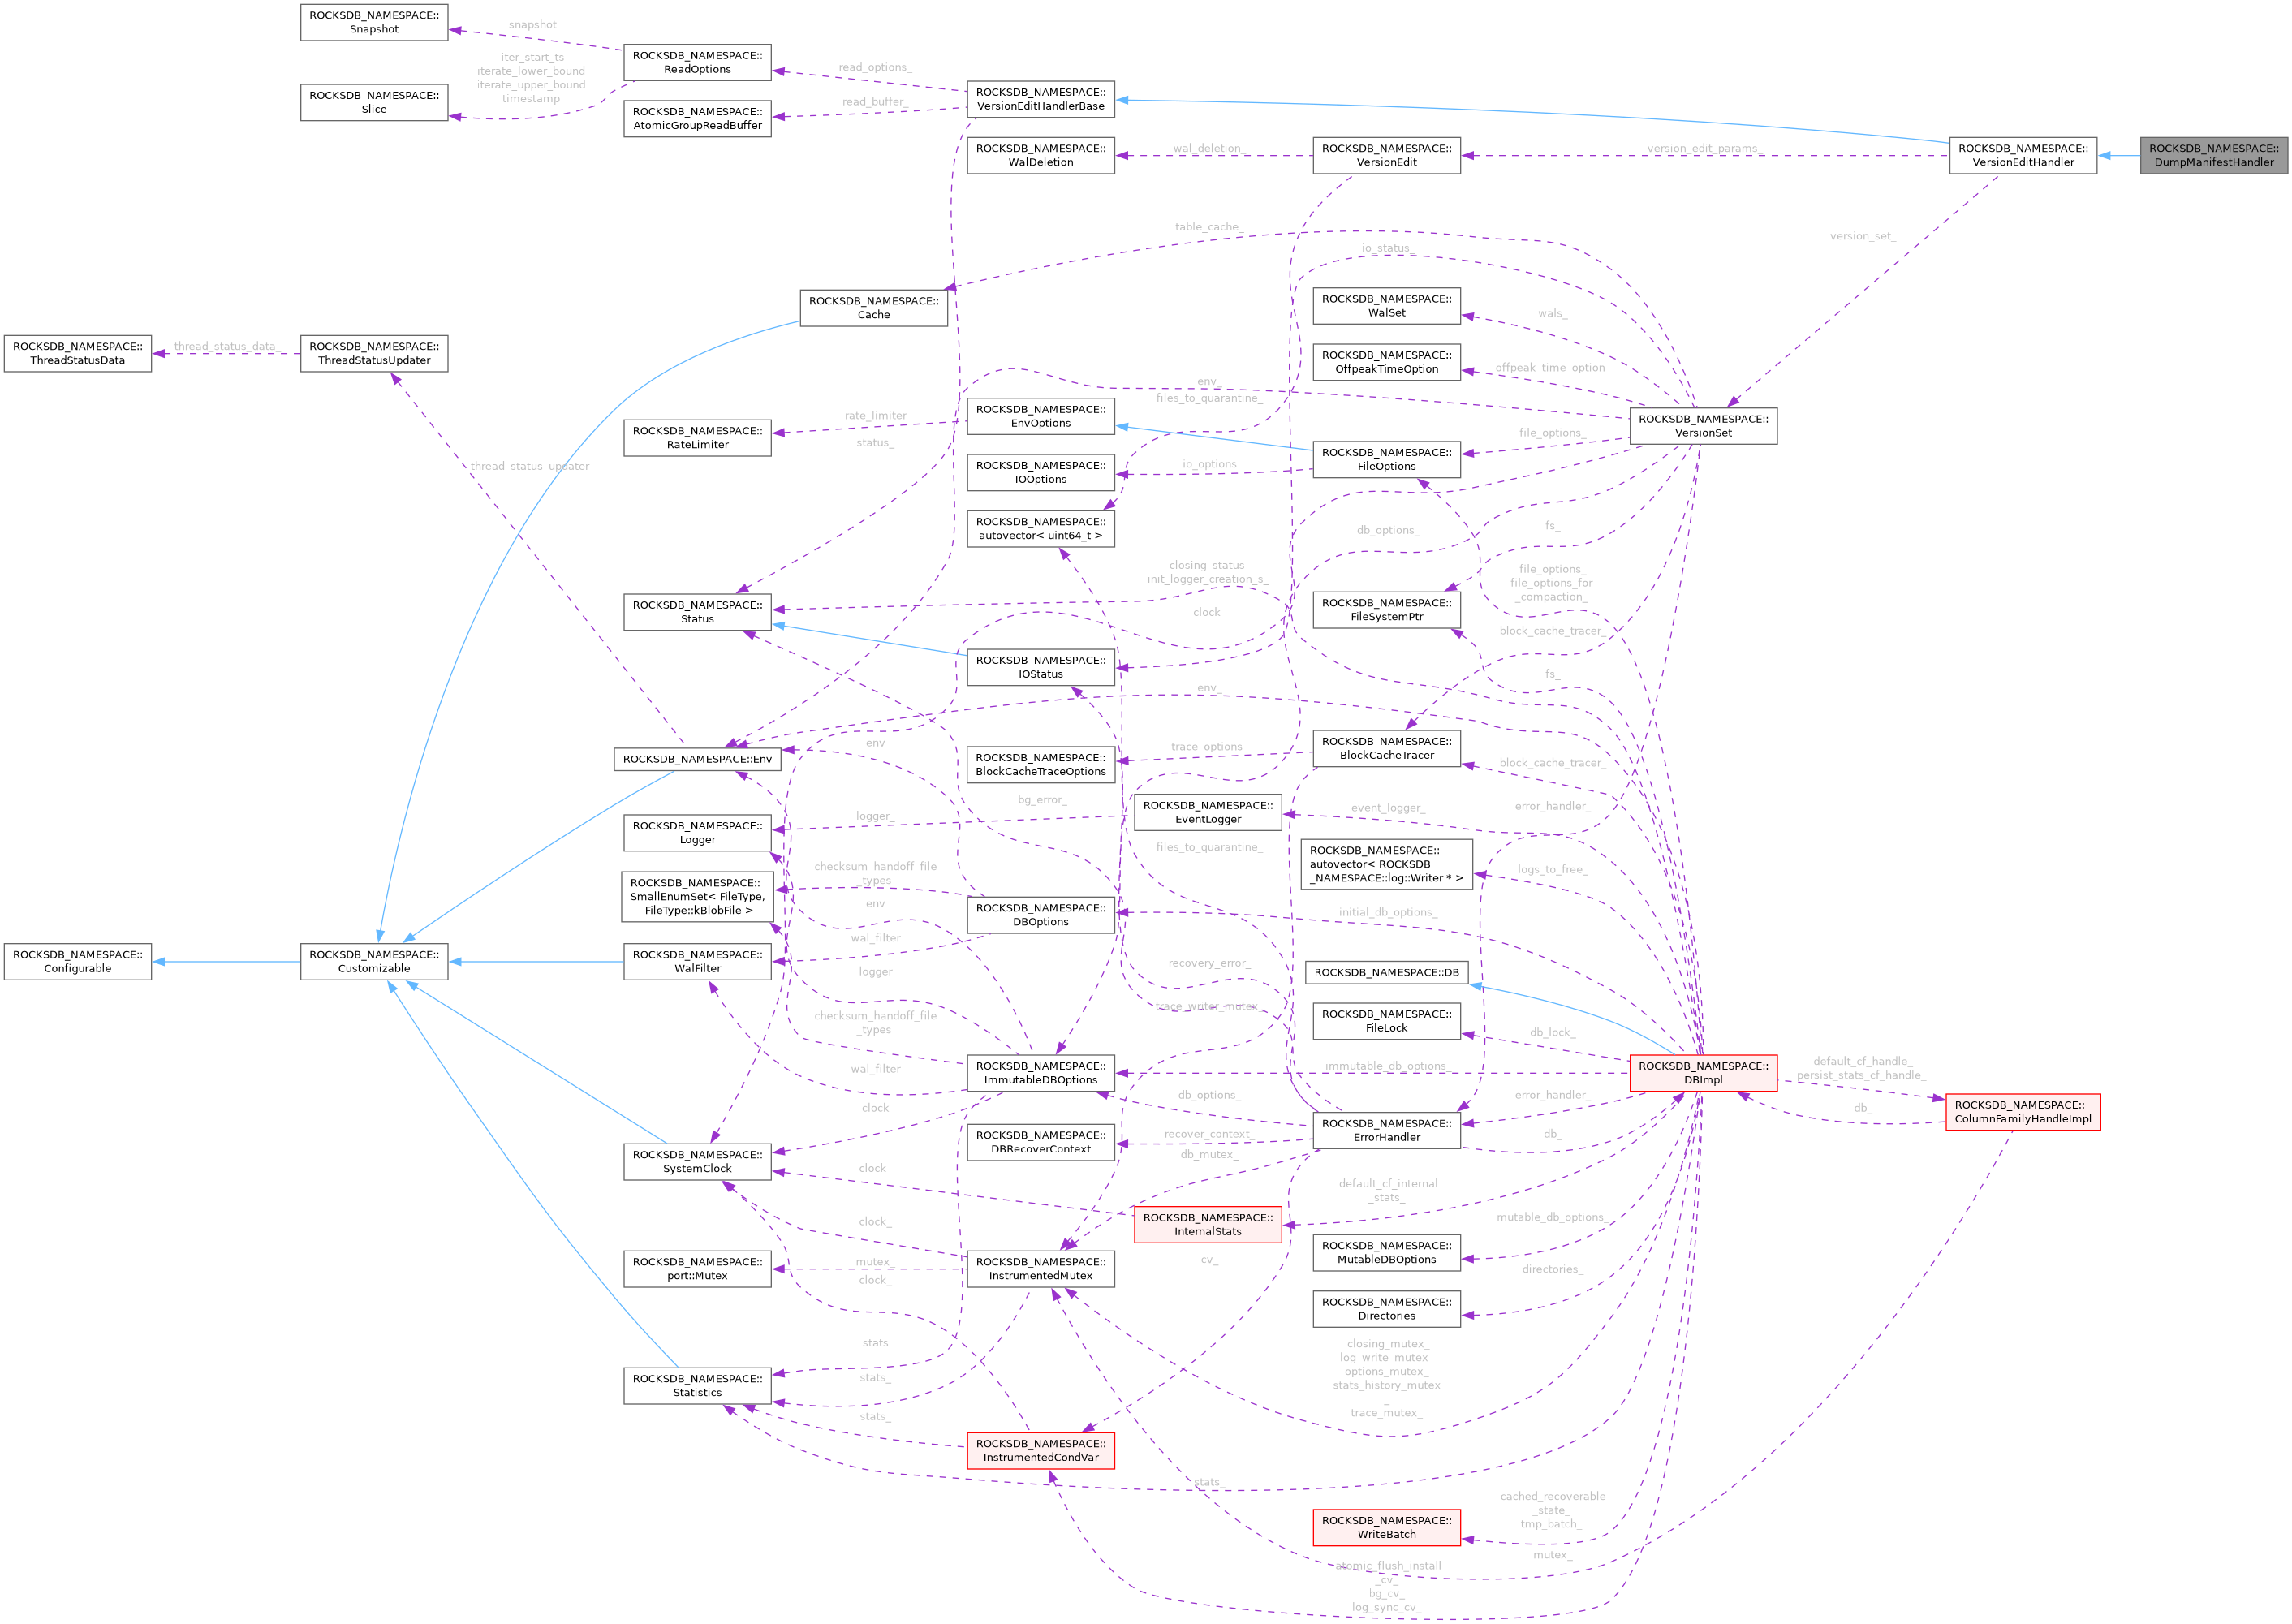 ROCKSDB_NAMESPACE::
Snapshot
snapshot
ROCKSDB_NAMESPACE::
ReadOptions
iter_start_ts
iterate_lower_bound
iterate_upper_bound
timestamp
ROCKSDB_NAMESPACE::
Slice
read_options_
ROCKSDB_NAMESPACE::
VersionEditHandlerBase
read_buffer_
ROCKSDB_NAMESPACE::
AtomicGroupReadBuffer
ROCKSDB_NAMESPACE::
WalDeletion
wal_deletion_
ROCKSDB_NAMESPACE::
VersionEdit
version_edit_params_
ROCKSDB_NAMESPACE::
VersionEditHandler
ROCKSDB_NAMESPACE::
DumpManifestHandler
table_cache_
version_set_
io_status_
ROCKSDB_NAMESPACE::
Cache
ROCKSDB_NAMESPACE::
WalSet
wals_
ROCKSDB_NAMESPACE::
ThreadStatusData
thread_status_data_
ROCKSDB_NAMESPACE::
ThreadStatusUpdater
ROCKSDB_NAMESPACE::
OffpeakTimeOption
offpeak_time_option_
env_
files_to_quarantine_
rate_limiter
ROCKSDB_NAMESPACE::
EnvOptions
ROCKSDB_NAMESPACE::
RateLimiter
status_
ROCKSDB_NAMESPACE::
VersionSet
file_options_
ROCKSDB_NAMESPACE::
FileOptions
thread_status_updater_
ROCKSDB_NAMESPACE::
IOOptions
io_options
ROCKSDB_NAMESPACE::
autovector< uint64_t >
db_options_
fs_
closing_status_
init_logger_creation_s_
file_options_
file_options_for
_compaction_
ROCKSDB_NAMESPACE::
Status
clock_
ROCKSDB_NAMESPACE::
FileSystemPtr
block_cache_tracer_
ROCKSDB_NAMESPACE::
IOStatus
fs_
env_
ROCKSDB_NAMESPACE::Env
env
ROCKSDB_NAMESPACE::
BlockCacheTraceOptions
trace_options_
ROCKSDB_NAMESPACE::
BlockCacheTracer
block_cache_tracer_
bg_error_
ROCKSDB_NAMESPACE::
EventLogger
event_logger_
error_handler_
ROCKSDB_NAMESPACE::
Logger
logger_
files_to_quarantine_
ROCKSDB_NAMESPACE::
autovector< ROCKSDB
_NAMESPACE::log::Writer * >
logs_to_free_
checksum_handoff_file
_types
ROCKSDB_NAMESPACE::
SmallEnumSet< FileType,
FileType::kBlobFile >
env
ROCKSDB_NAMESPACE::
DBOptions
initial_db_options_
wal_filter
ROCKSDB_NAMESPACE::
Configurable
ROCKSDB_NAMESPACE::
Customizable
ROCKSDB_NAMESPACE::
WalFilter
logger
recovery_error_
ROCKSDB_NAMESPACE::DB
trace_writer_mutex_
checksum_handoff_file
_types
ROCKSDB_NAMESPACE::
FileLock
db_lock_
wal_filter
ROCKSDB_NAMESPACE::
ImmutableDBOptions
immutable_db_options_
ROCKSDB_NAMESPACE::
DBImpl
default_cf_handle_
persist_stats_cf_handle_
clock
db_options_
error_handler_
db_
ROCKSDB_NAMESPACE::
ColumnFamilyHandleImpl
ROCKSDB_NAMESPACE::
DBRecoverContext
recover_context_
ROCKSDB_NAMESPACE::
ErrorHandler
db_
db_mutex_
ROCKSDB_NAMESPACE::
SystemClock
clock_
default_cf_internal
_stats_
clock_
ROCKSDB_NAMESPACE::
InternalStats
mutable_db_options_
ROCKSDB_NAMESPACE::
port::Mutex
mutex_
clock_
ROCKSDB_NAMESPACE::
InstrumentedMutex
cv_
ROCKSDB_NAMESPACE::
MutableDBOptions
directories_
ROCKSDB_NAMESPACE::
Directories
stats
closing_mutex_
log_write_mutex_
options_mutex_
stats_history_mutex
_
trace_mutex_
ROCKSDB_NAMESPACE::
Statistics
stats_
stats_
ROCKSDB_NAMESPACE::
InstrumentedCondVar
stats_
cached_recoverable
_state_
tmp_batch_
ROCKSDB_NAMESPACE::
WriteBatch
mutex_
atomic_flush_install
_cv_
bg_cv_
log_sync_cv_